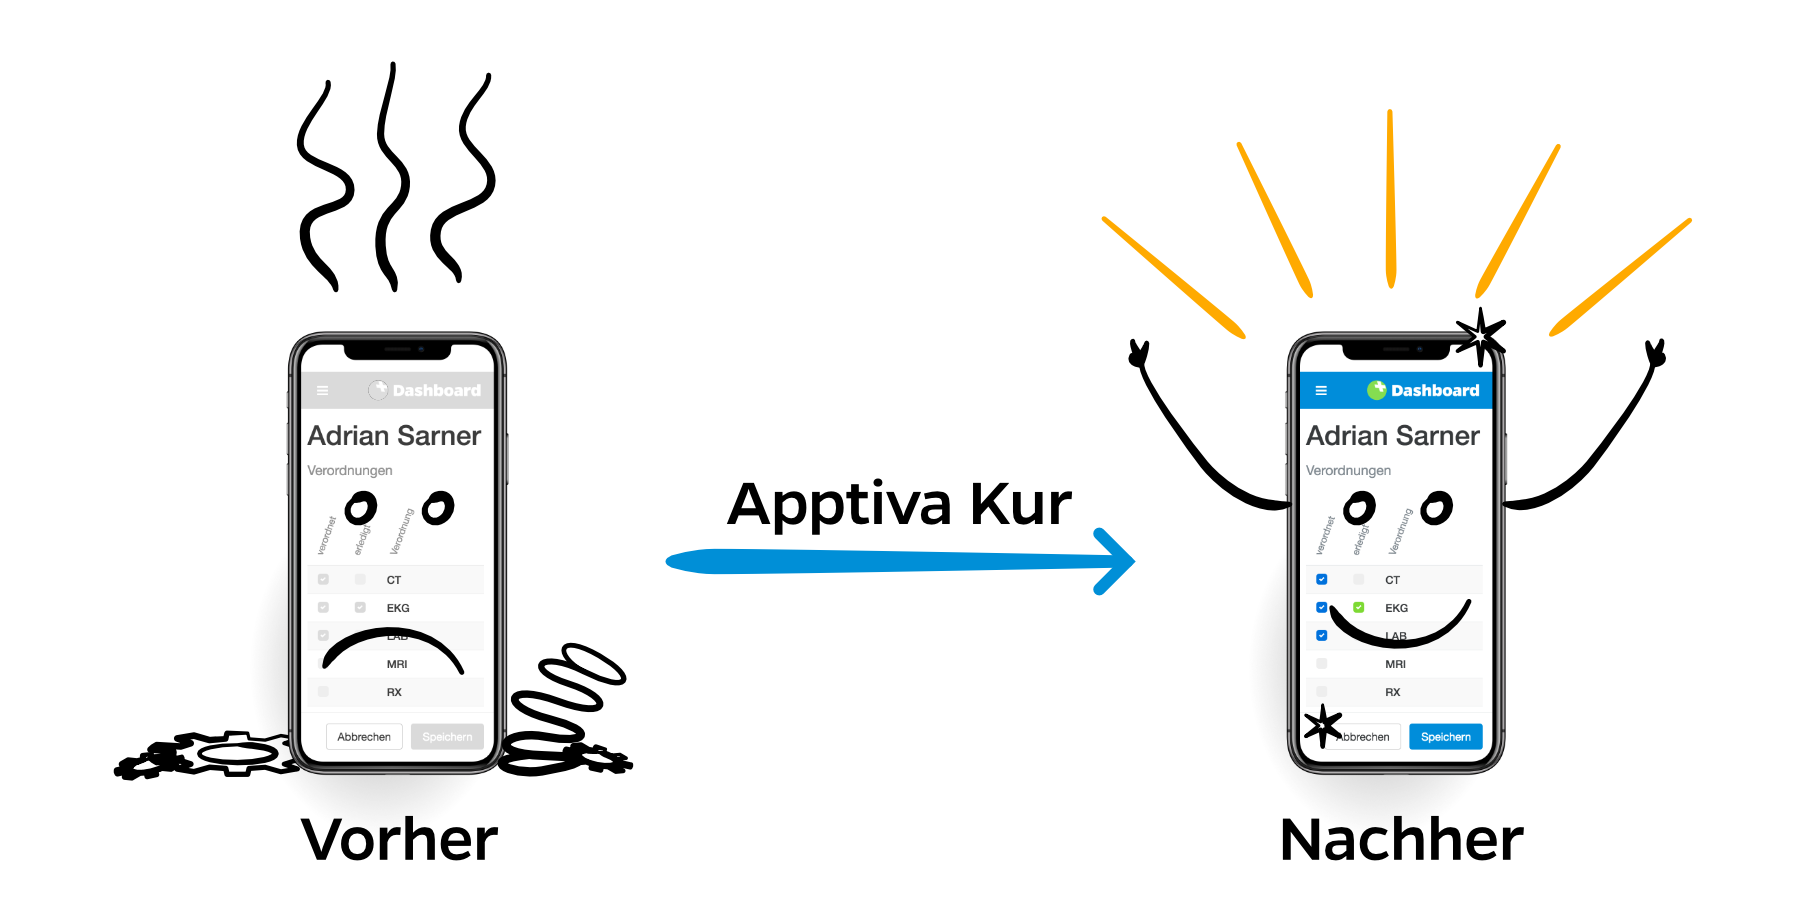 Dashboard
Adrian Sarner
Verordnungen
verordnet
erledigt
Verordnung
CT
EKG
LAB
MRI
RX
Abbrechen
Speichern
Vorher
Apptiva Kur
Dashboard
Adrian Sarner
Verordnungen
verordnet
erledigt
Verordnung
CT
EKG
LAB
MRI
RX
Abbrechen
Speichern
Nachher